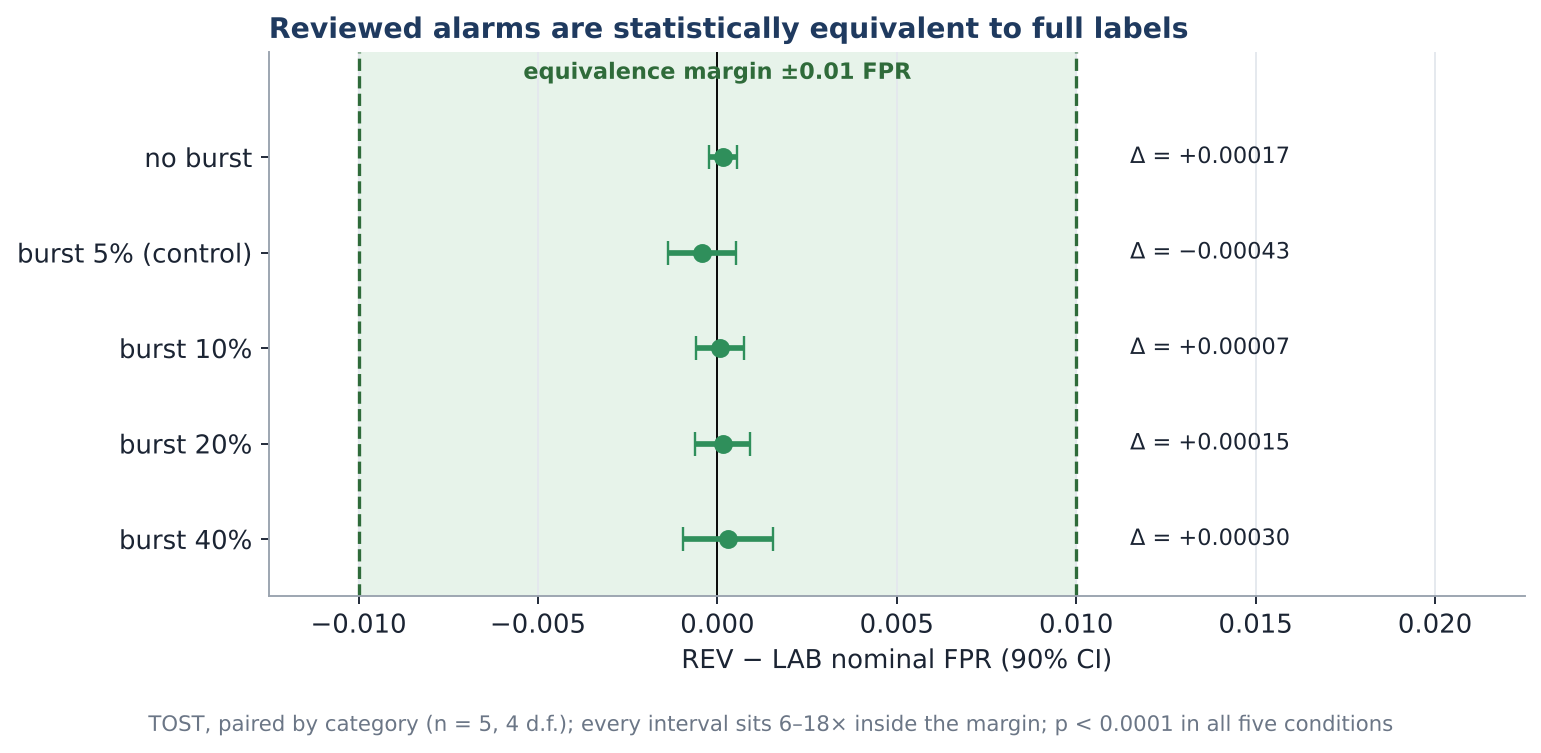 Reviewed alarms are statistically equivalent to full labels
equivalence margin ±0.01 FPR
no burst
Δ = +0.00017
burst 5% (control)
Δ = −0.00043
burst 10%
Δ = +0.00007
burst 20%
Δ = +0.00015
burst 40%
Δ = +0.00030
−0.010 −0.005 0.000 0.005 0.010 0.015 0.020
REV − LAB nominal FPR (90% CI)
TOST, paired by category (n = 5, 4 d.f.); every interval sits 6–18× inside the margin; p < 0.0001 in all five conditions